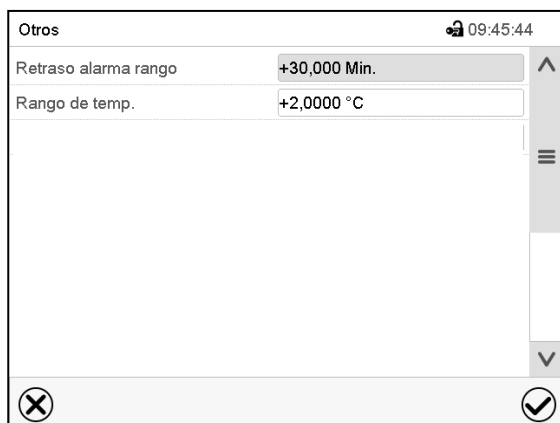 Otros 09:45:44
Retraso alarma rango +30,000 Min.
Rango de temp. +2,0000 °C